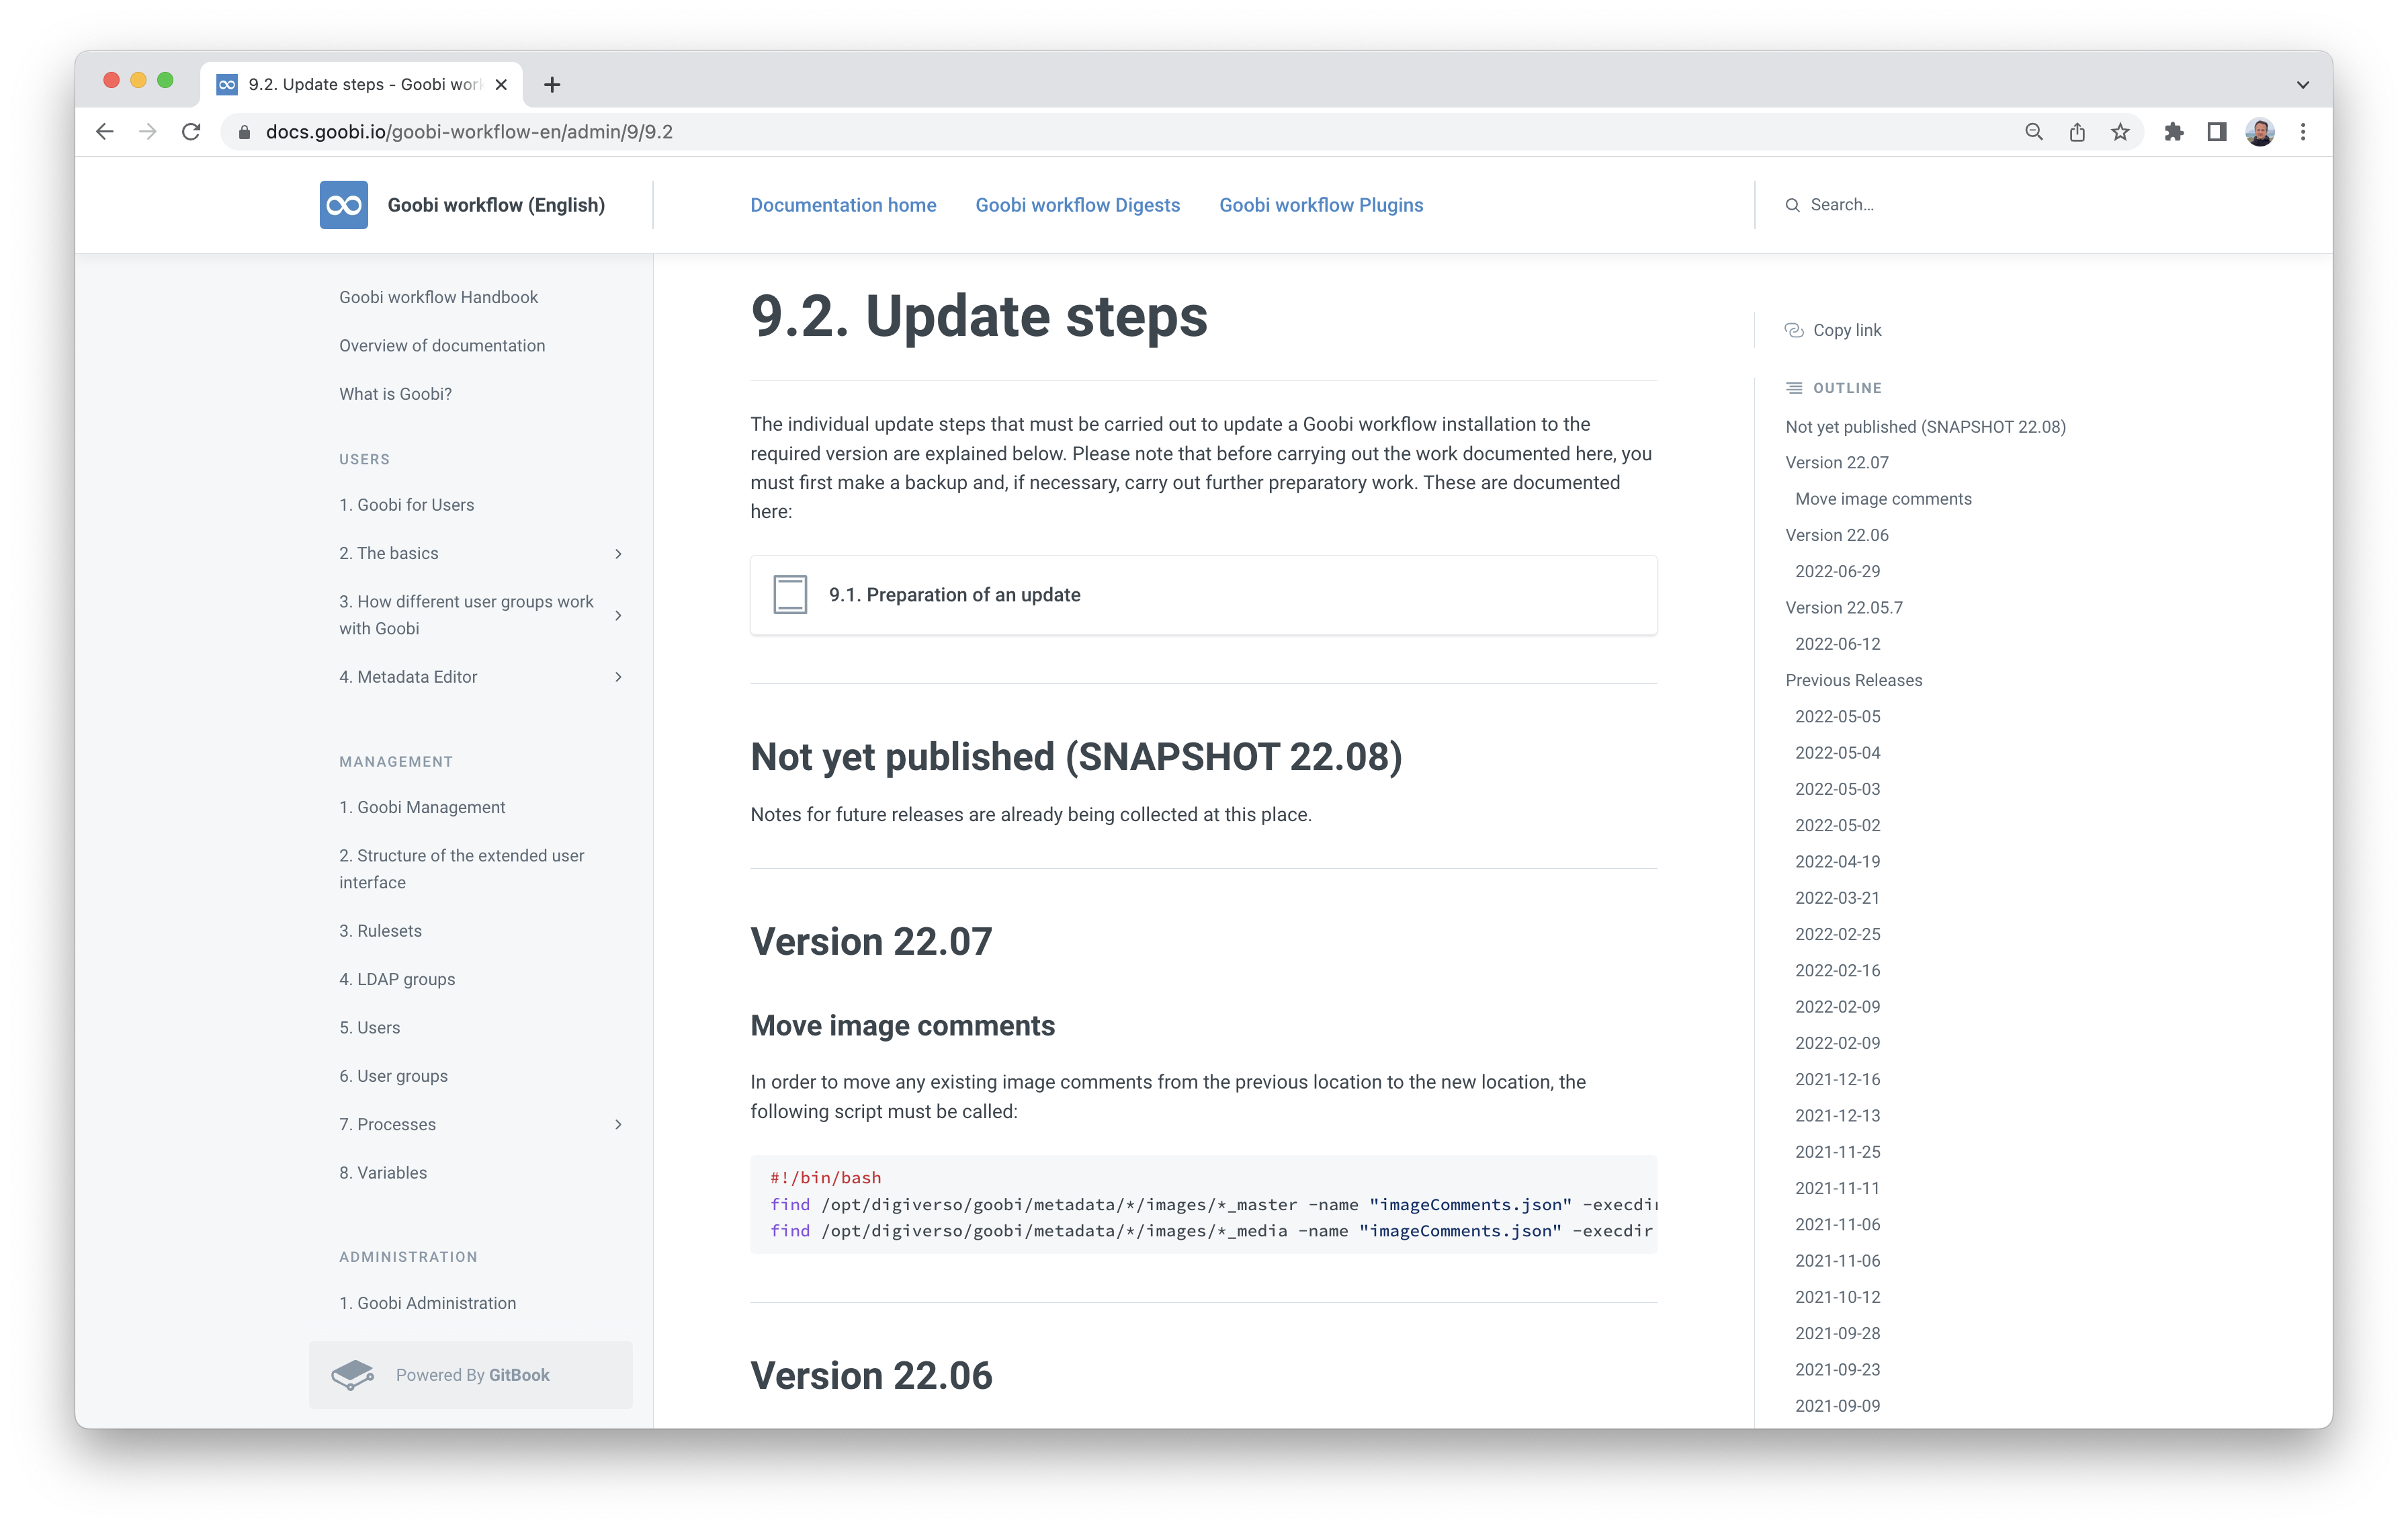 9.2. Update steps - Goobi work
docs.goobi.io/goobi-workflow-en/admin/9/9.2
Goobi workflow (English)
Documentation home
Goobi workflow Digests
Goobi workflow Plugins
Search...
Goobi workflow Handbook
Overview of documentation
What is Goobi?
USERS
1. Goobi for Users
2. The basics
3. How different user groups work
with Goobi
4. Metadata Editor
MANAGEMENT
1. Goobi Management
2. Structure of the extended user
interface
3. Rulesets
4. LDAP groups
5. Users
6. User groups
7. Processes
8. Variables
ADMINISTRATION
1. Goobi Administration
Powered By GitBook
9.2. Update steps
The individual update steps that must be carried out to update a Goobi workflow installation to the
required version are explained below. Please note that before carrying out the work documented here, you
must first make a backup and, if necessary, carry out further preparatory work. These are documented
here:
9.1. Preparation of an update
Not yet published (SNAPSHOT 22.08)
Notes for future releases are already being collected at this place.
Version 22.07
Move image comments
In order to move any existing image comments from the previous location to the new location, the
following script must be called:
#!/bin/bash
find /opt/digiverso/goobi/metadata/*/images/*_master -name "imageComments.json" -execdir
find /opt/digiverso/goobi/metadata/*/images/*_media -name "imageComments.json" -execdir
Version 22.06
Copy link
OUTLINE
Not yet published (SNAPSHOT 22.08)
Version 22.07
Move image comments
Version 22.06
2022-06-29
Version 22.05.7
2022-06-12
Previous Releases
2022-05-05
2022-05-04
2022-05-03
2022-05-02
2022-04-19
2022-03-21
2022-02-25
2022-02-16
2022-02-09
2022-02-09
2021-12-16
2021-12-13
2021-11-25
2021-11-11
2021-11-06
2021-11-06
2021-10-12
2021-09-28
2021-09-23
2021-09-09